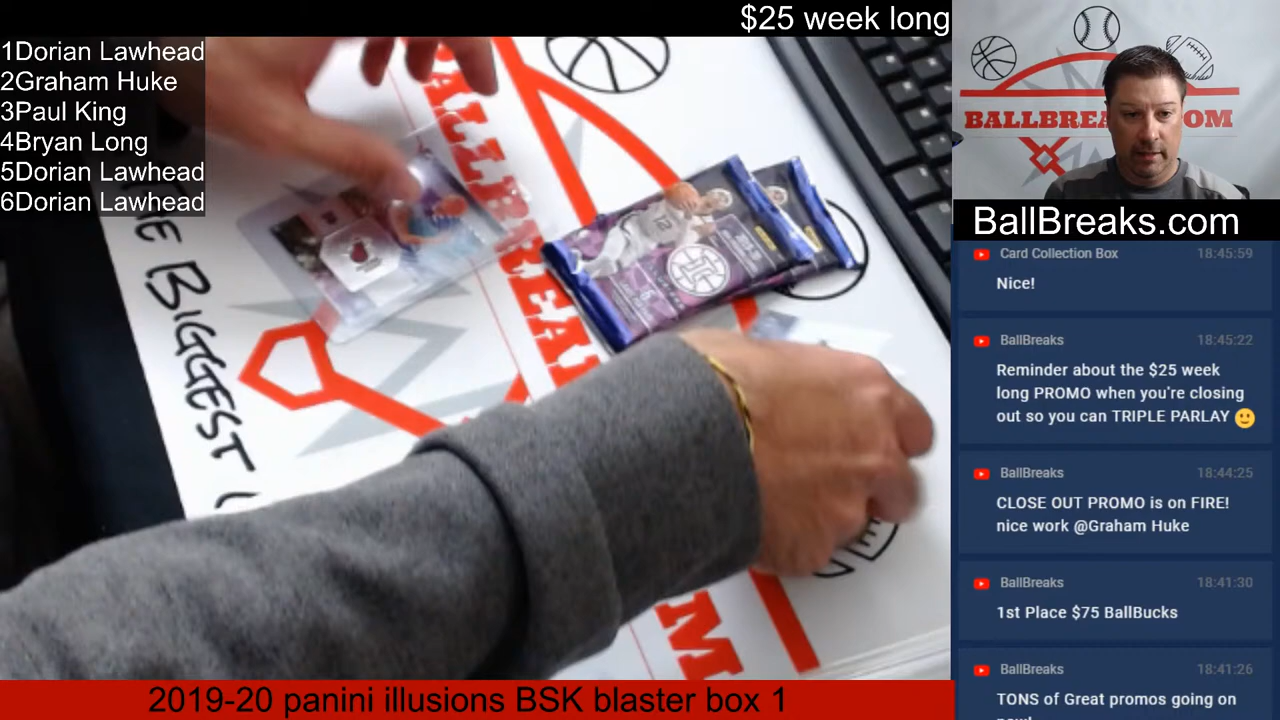 $25 week long
1Dorian Lawhead
2Graham Huke
3Paul King
4Bryan Long
5Dorian Lawhead
6Dorian Lawhead
BIGGEST
2019-20 panini illusions BSK blaster box 1
BallBreaks.com
Card Collection Box 18:45:59
Nice!
BallBreaks 18:45:22
Reminder about the $25 week
long PROMO when you're closing
out so you can TRIPLE PARLAY 🙂
BallBreaks 18:44:25
CLOSE OUT PROMO is on FIRE!
nice work @Graham Huke
BallBreaks 18:41:30
1st Place $75 BallBucks
BallBreaks 18:41:26
TONS of Great promos going on